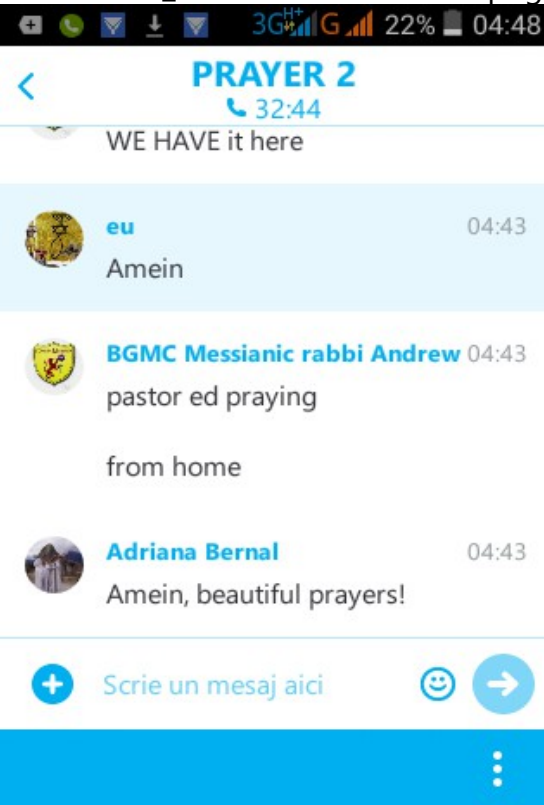 3G H+ G 22% 04:48
PRAYER 2
32:44
WE HAVE it here
eu 04:43
Amein
BGMC Messianic rabbi Andrew 04:43
pastor ed praying
from home
Adriana Bernal 04:43
Amein, beautiful prayers!
Scrie un mesaj aici